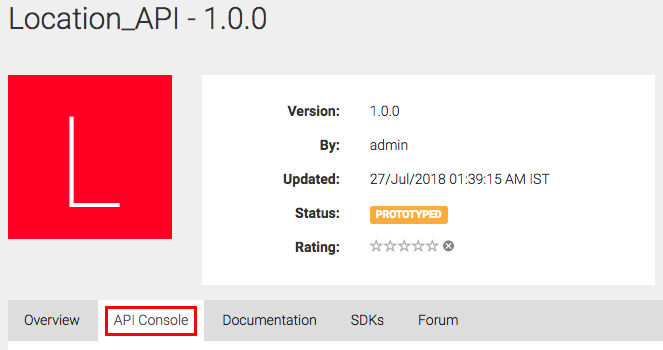 Location_API - 1.0.0
L
Version: 1.0.0
By: admin
Updated: 27/Jul/2018 01:39:15 AM IST
Status: PROTOTYPED
Rating:
Overview API Console Documentation SDKs Forum